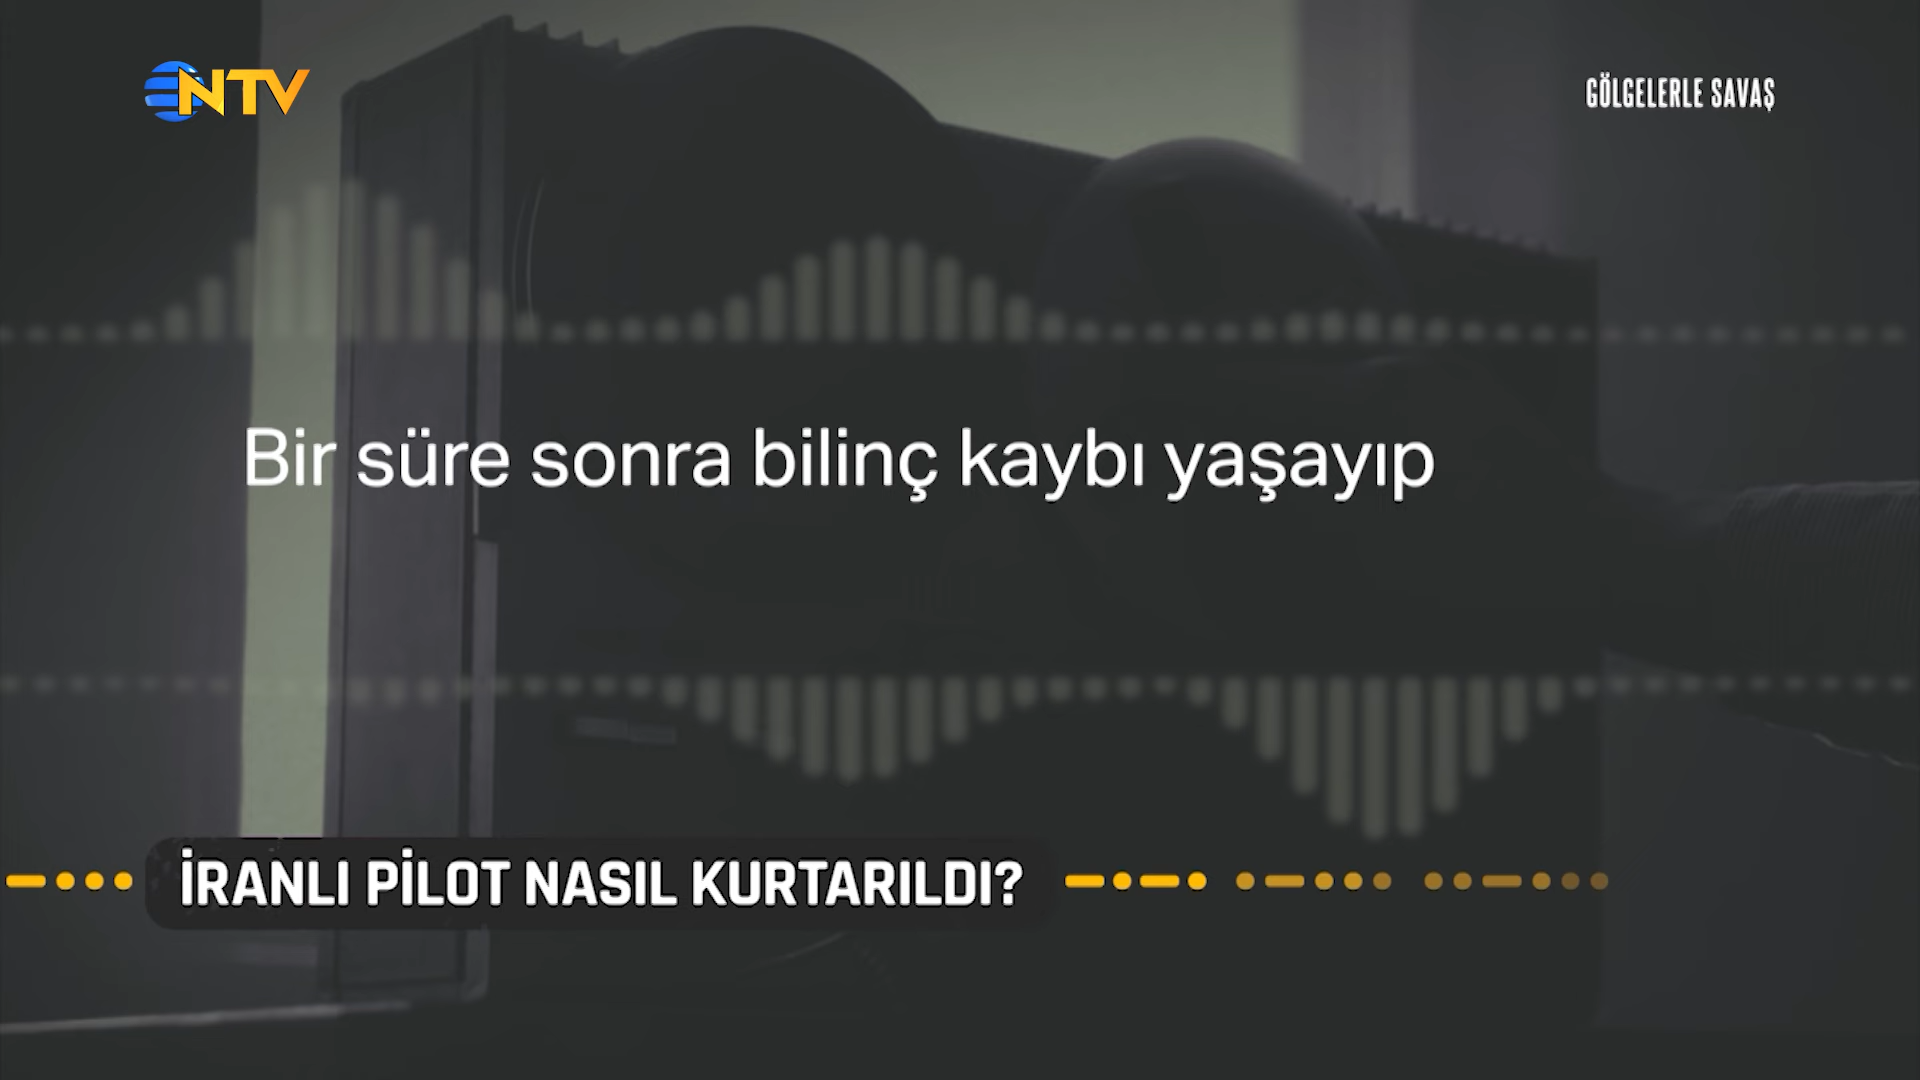 NTV
GÖLGELERLE SAVAŞ
Bir süre sonra bilinç kaybı yaşayıp
İRANLI PİLOT NASIL KURTARILDI?